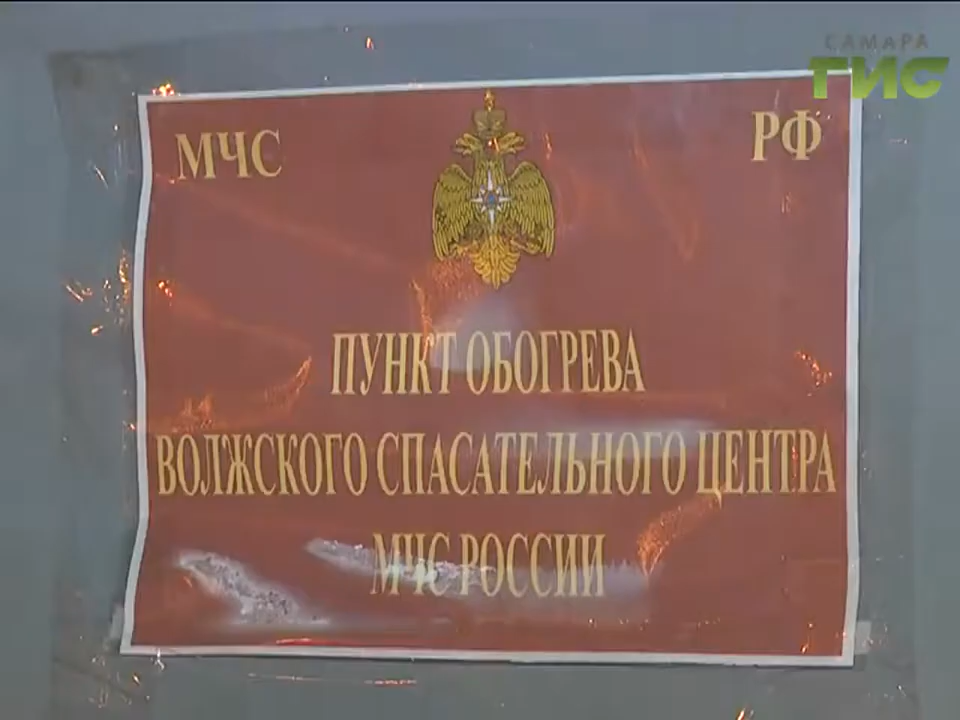 САМАРА
ГИС
МЧС РФ
ПУНКТ ОБОГРЕВА
ВОЛЖСКОГО СПАСАТЕЛЬНОГО ЦЕНТРА
МЧС РОССИИ